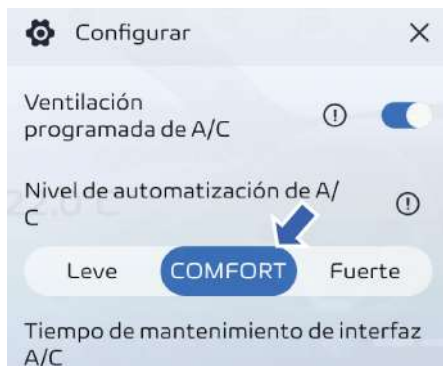 Configurar
Ventilación
programada de A/C
Nivel de automatización de A/
C
Leve COMFORT Fuerte
Tiempo de mantenimiento de interfaz
A/C